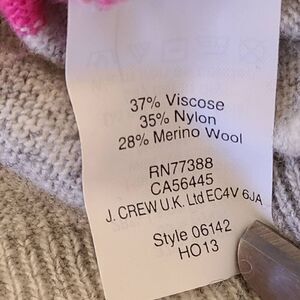 37% Viscose
35% Nylon
28% Merino Wool
RN77388
CA56445
J. CREW U.K. Ltd EC4V 6JA
Style 06142
HO13